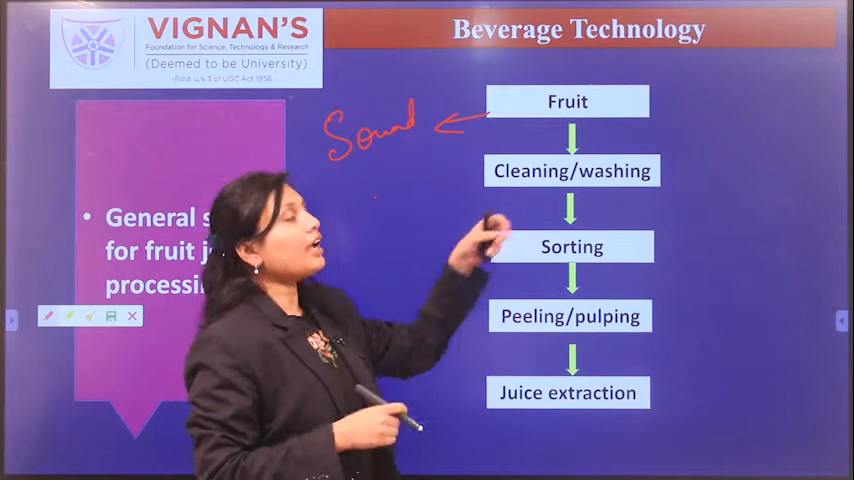 VIGNAN'S
Foundation for Science, Technology & Research
(Deemed to be University)
-Estd. u/s 3 of UGC Act 1956
Beverage Technology
Fruit
Sound
Cleaning/washing
• General
for fruit
Sorting
Peeling/pulping
Juice extraction